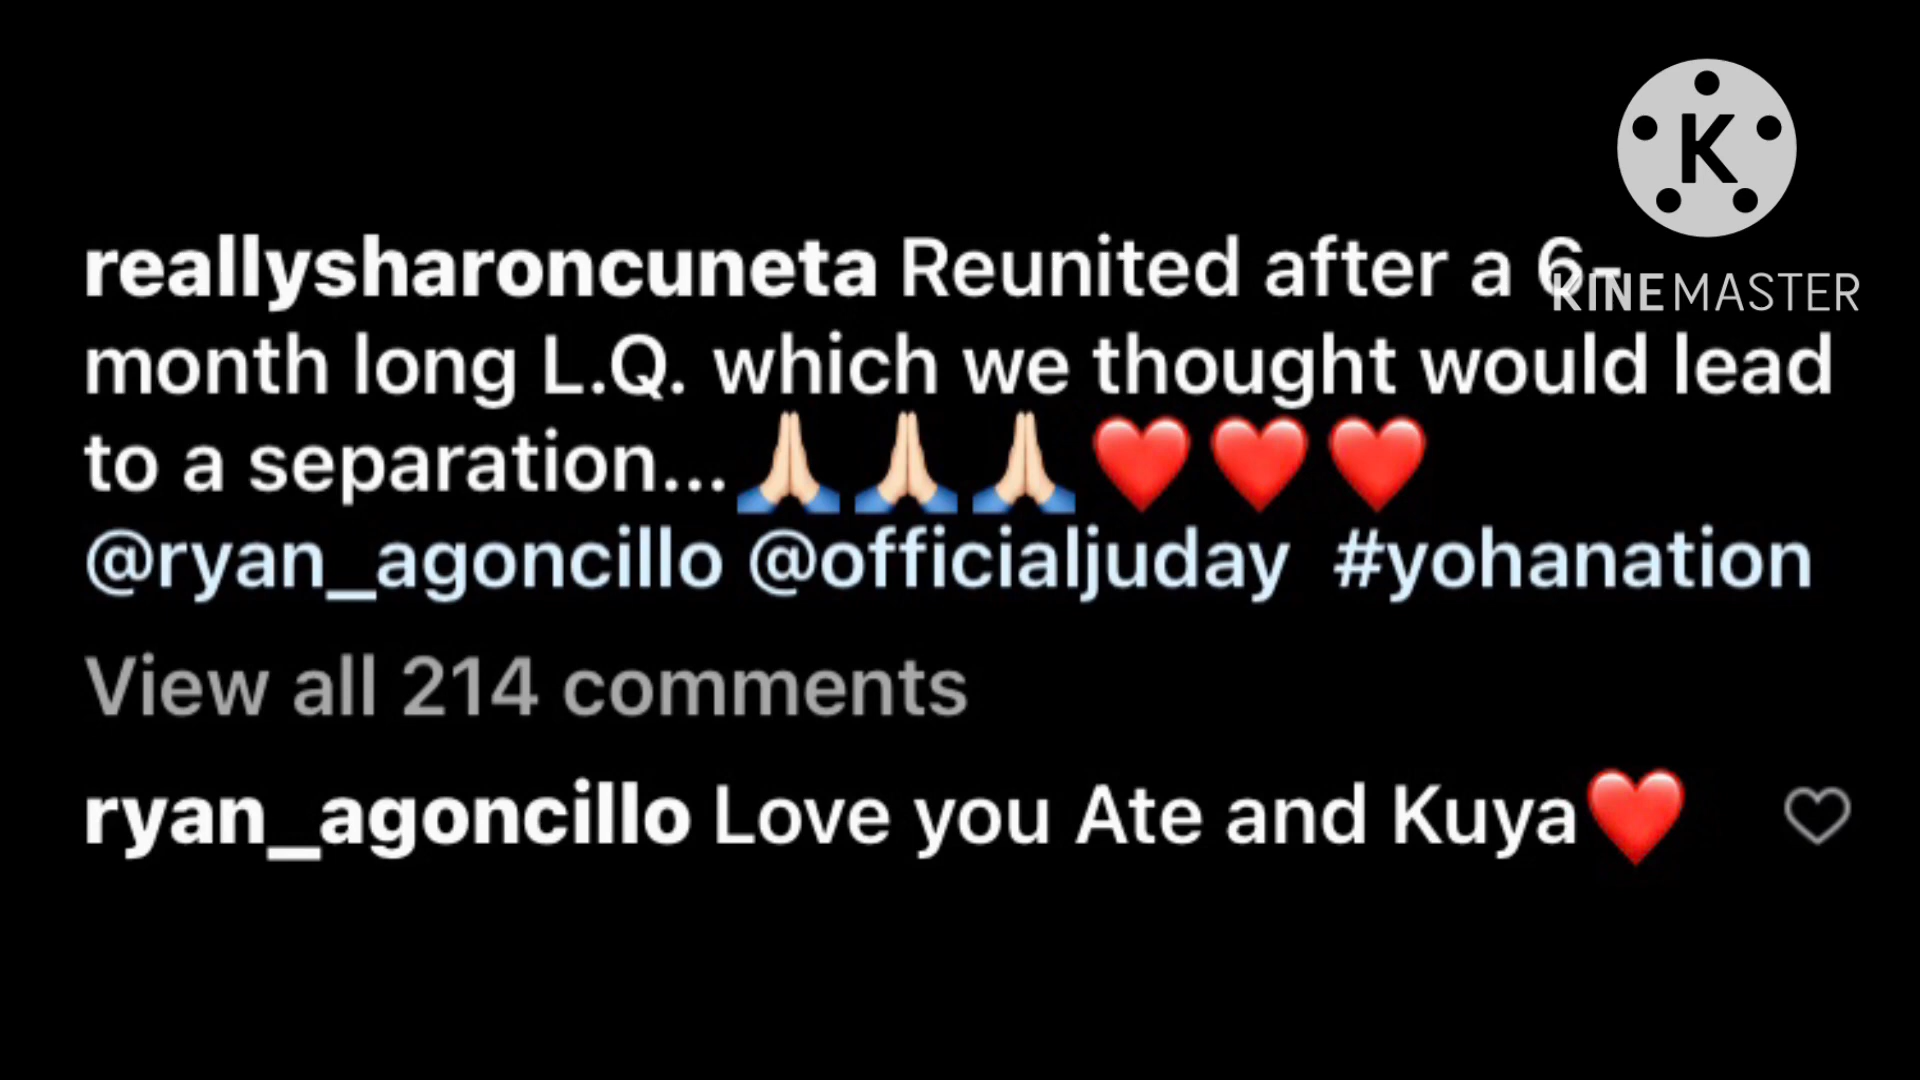 K
KINEMASTER
reallysharoncuneta Reunited after a 6-
month long L.Q. which we thought would lead
to a separation...🙏🏻🙏🏻🙏🏻❤️❤️❤️
@ryan_agoncillo @officialjuday #yohanation
View all 214 comments
ryan_agoncillo Love you Ate and Kuya❤️